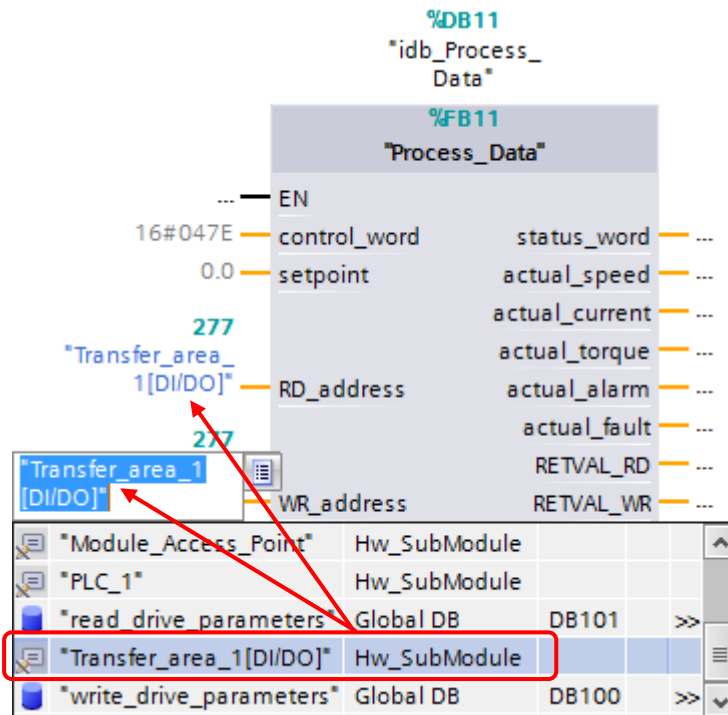 %DB11
"idb_Process_
Data"
%FB11
"Process_Data"
... EN
16#047E control_word status_word ...
0.0 setpoint actual_speed ...
actual_current ...
277
"Transfer_area_
1[DI/DO]" RD_address
actual_torque ...
actual_alarm ...
277
actual_fault ...
"Transfer_area_1
[DI/DO]" WR_address
RETVAL_RD ...
RETVAL_WR ...
"Module_Access_Point" Hw_SubModule
"PLC_1" Hw_SubModule
"read_drive_parameters" Global DB DB101 >>
"Transfer_area_1[DI/DO]" Hw_SubModule
"write_drive_parameters" Global DB DB100 >>